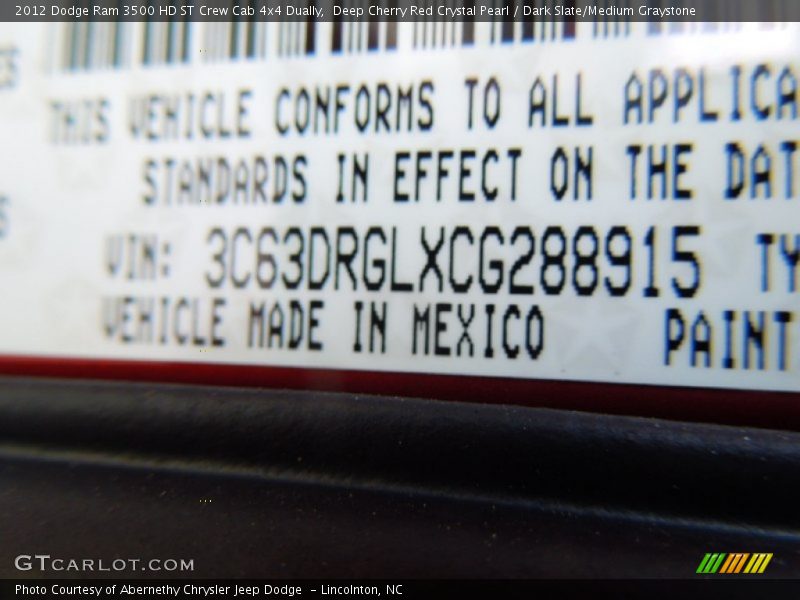 2012 Dodge Ram 3500 HD ST Crew Cab 4x4 Dually, Deep Cherry Red Crystal Pearl / Dark Slate/Medium Graystone
THIS VEHICLE CONFORMS TO ALL APPLICA
STANDARDS IN EFFECT ON THE DAT
VIN: 3C63DRGLXCG288915 TY
VEHICLE MADE IN MEXICO PAINT
GTCARLOT.COM
Photo Courtesy of Abernethy Chrysler Jeep Dodge - Lincolnton, NC